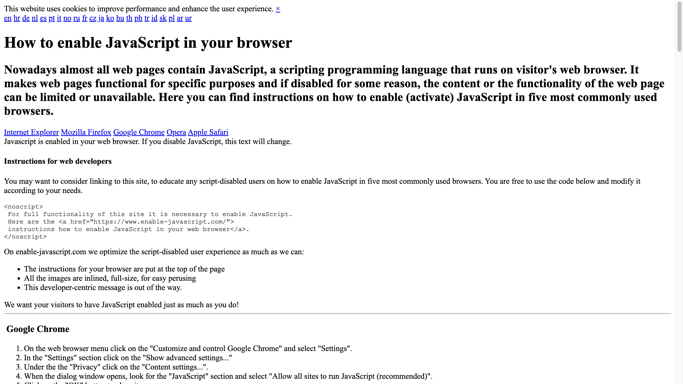 This website uses cookies to improve performance and enhance the user experience. ×
en hr de nl es pt it no ru fr cz ja ko hu th ph tr id sk pl ar ur
How to enable JavaScript in your browser
Nowadays almost all web pages contain JavaScript, a scripting programming language that runs on visitor's web browser. It
makes web pages functional for specific purposes and if disabled for some reason, the content or the functionality of the web page
can be limited or unavailable. Here you can find instructions on how to enable (activate) JavaScript in five most commonly used
browsers.
Internet Explorer Mozilla Firefox Google Chrome Opera Apple Safari
Javascript is enabled in your web browser. If you disable JavaScript, this text will change.
Instructions for web developers
You may want to consider linking to this site, to educate any script-disabled users on how to enable JavaScript in five most commonly used browsers. You are free to use the code below and modify it
according to your needs.
<noscript>
For full functionality of this site it is necessary to enable JavaScript.
Here are the <a href="https://www.enable-javascript.com/">
instructions how to enable JavaScript in your web browser</a>.
</noscript>
On enable-javascript.com we optimize the script-disabled user experience as much as we can:
• The instructions for your browser are put at the top of the page
• All the images are inlined, full-size, for easy perusing
• This developer-centric message is out of the way.
We want your visitors to have JavaScript enabled just as much as you do!
Google Chrome
1. On the web browser menu click on the "Customize and control Google Chrome" and select "Settings".
2. In the "Settings" section click on the "Show advanced settings..."
3. Under the the "Privacy" click on the "Content settings...".
4. When the dialog window opens, look for the "JavaScript" section and select "Allow all sites to run JavaScript (recommended)".